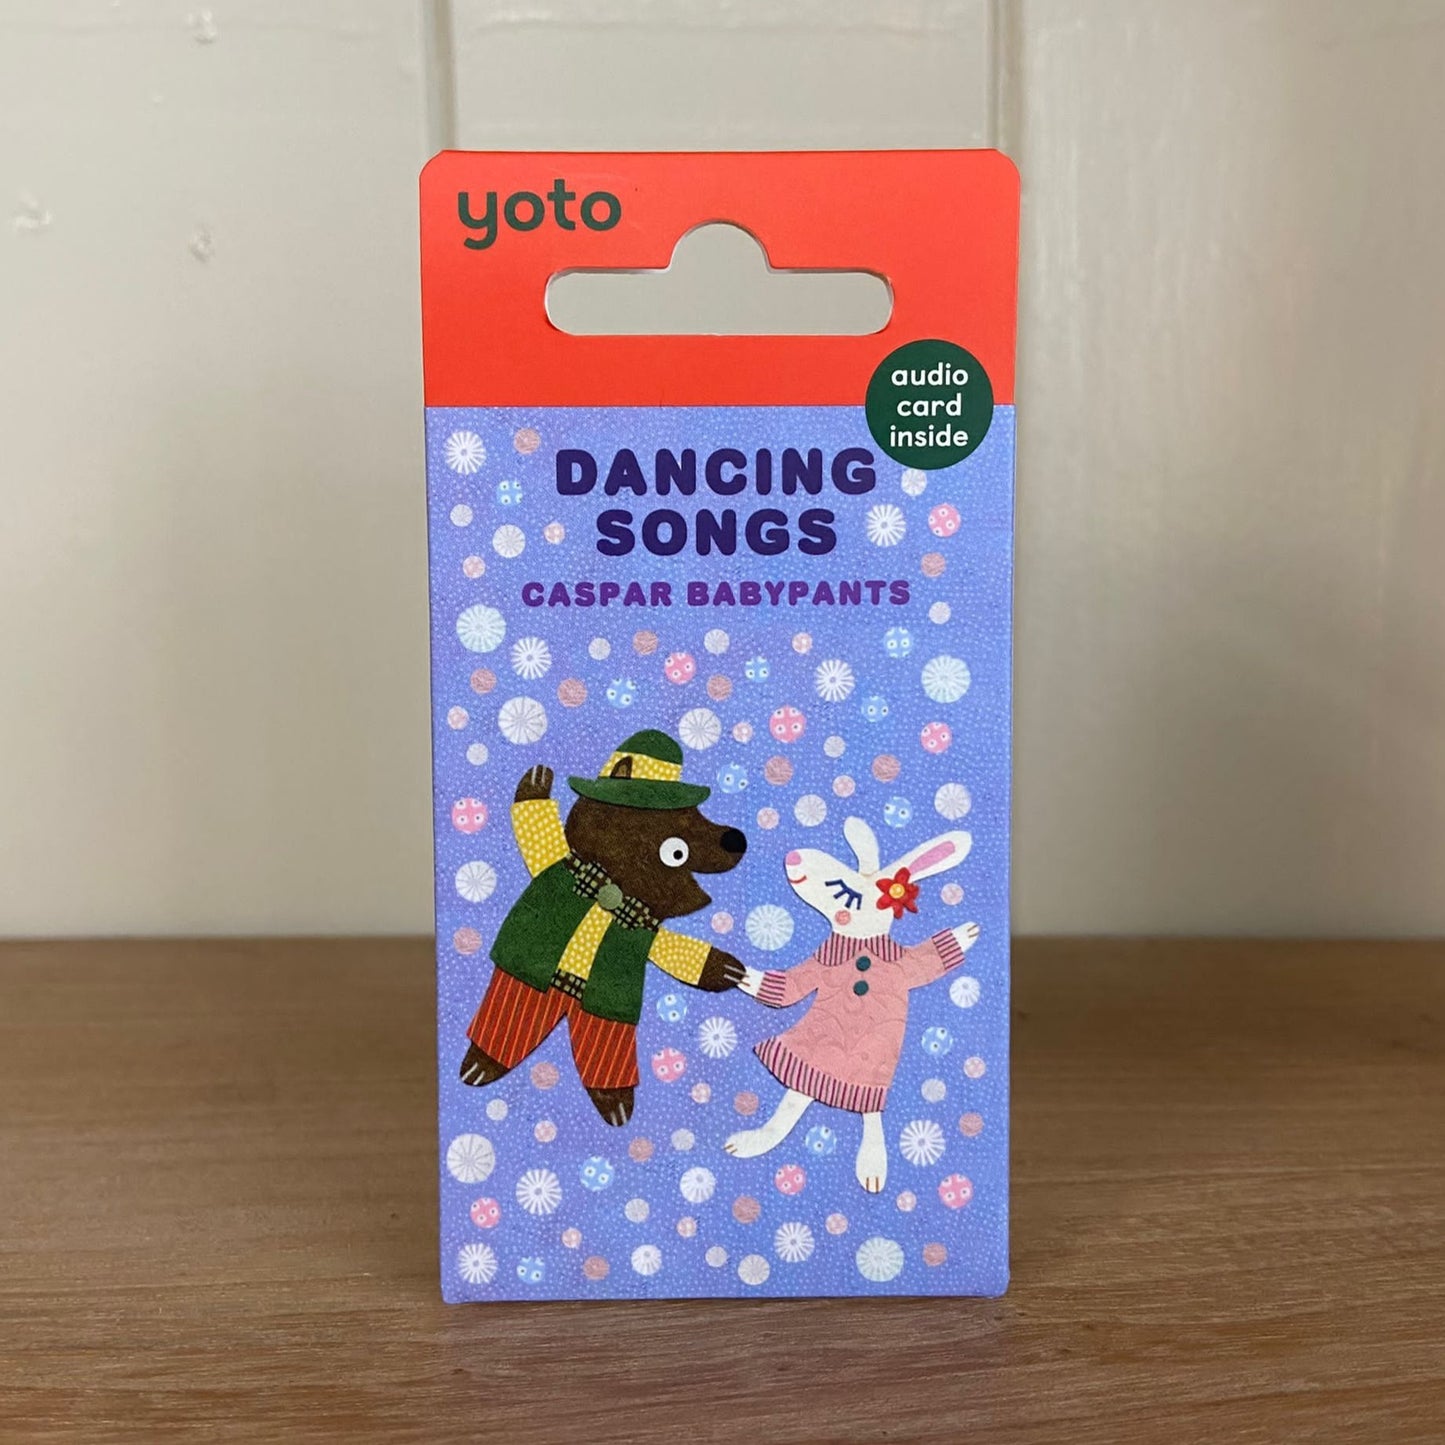 yoto
audio
card
inside
DANCING
SONGS
CASPAR BABYPANTS